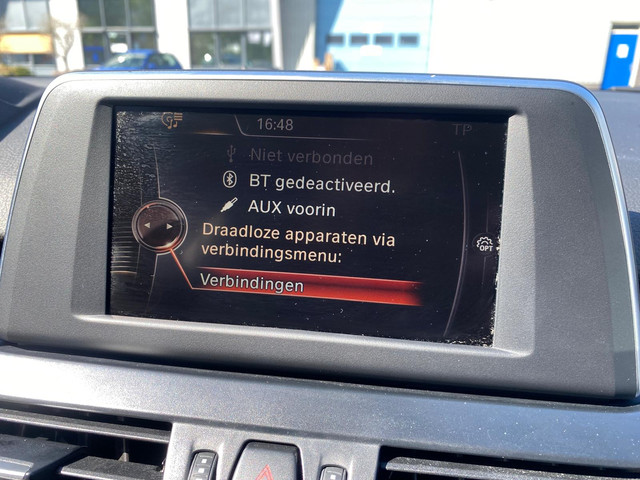 16:48
TP
Niet verbonden
BT gedeactiveerd.
AUX voorin
Draadloze apparaten via
verbindingsmenu:
OPT
Verbindingen